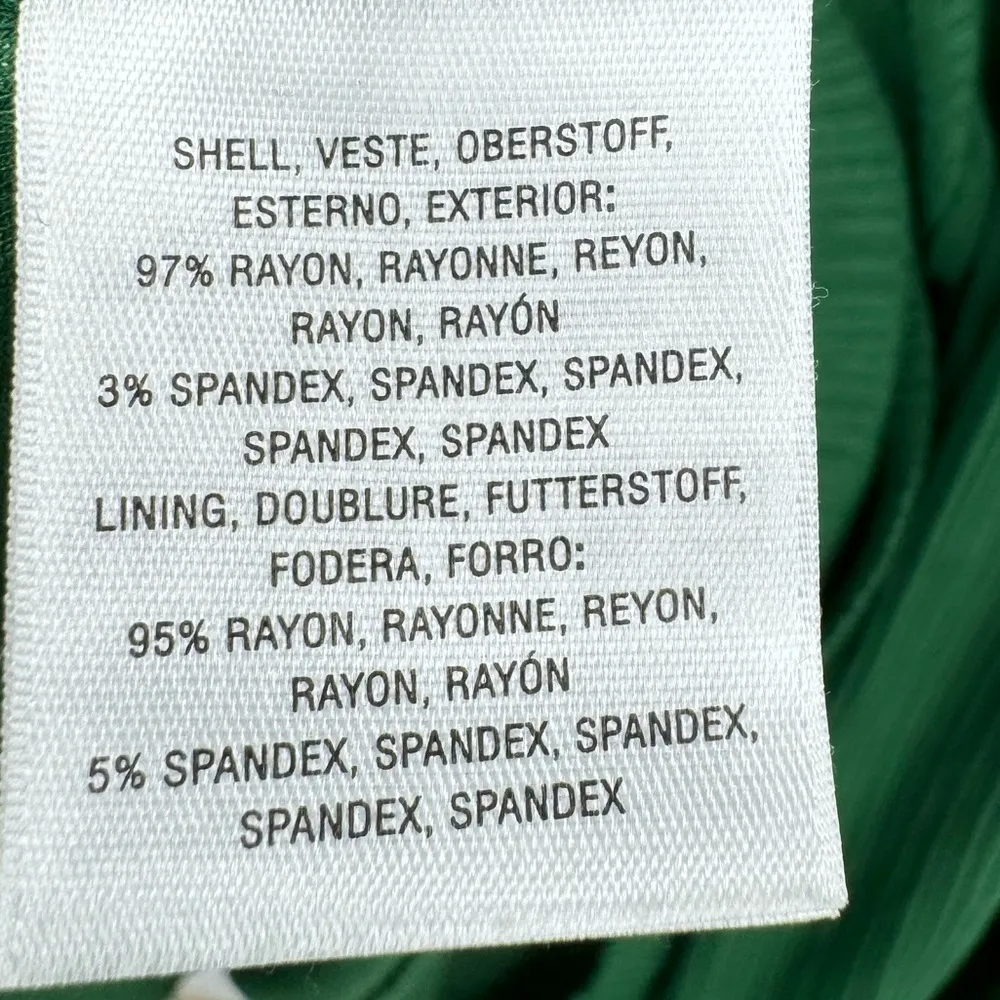 SHELL, VESTE, OBERSTOFF,
ESTERNO, EXTERIOR:
97% RAYON, RAYONNE, REYON,
RAYON, RAYÓN
3% SPANDEX, SPANDEX, SPANDEX,
SPANDEX, SPANDEX
LINING, DOUBLURE, FUTTERSTOFF,
FODERA, FORRO:
95% RAYON, RAYONNE, REYON,
RAYON, RAYÓN
5% SPANDEX, SPANDEX, SPANDEX,
SPANDEX, SPANDEX